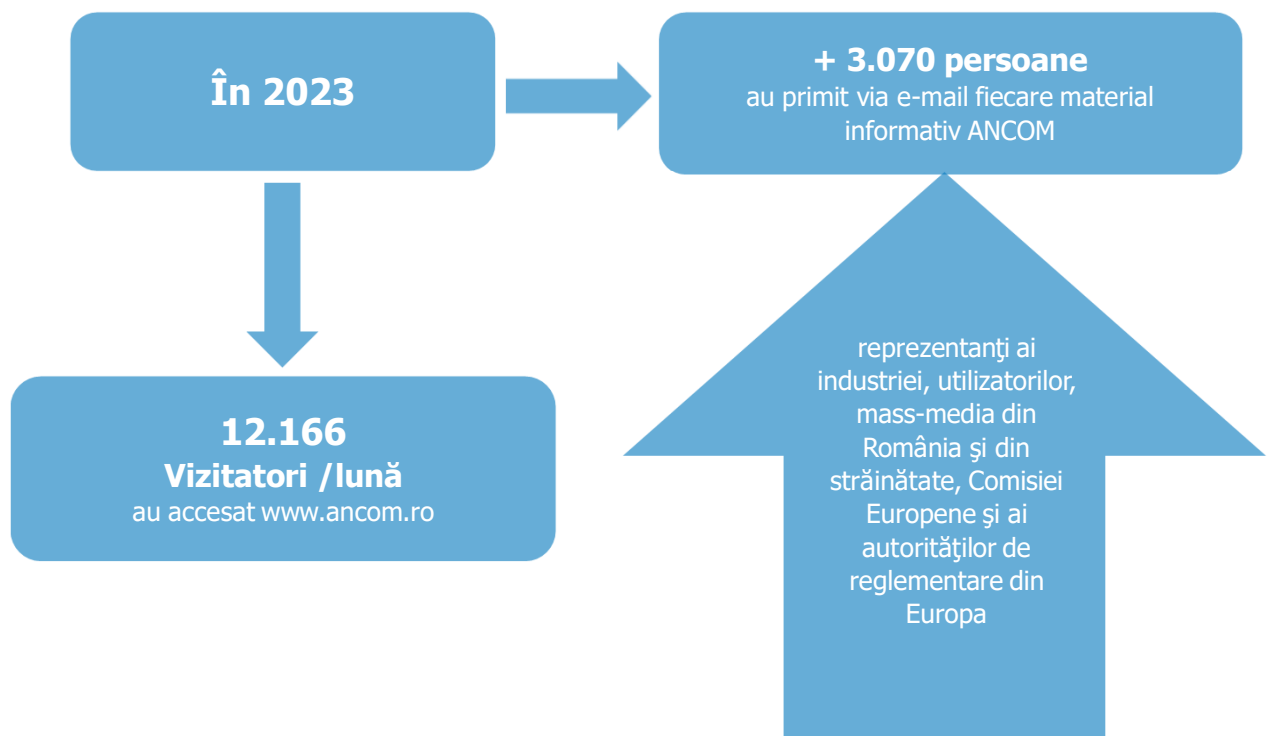 În 2023
+ 3.070 persoane
au primit via e-mail fiecare material
informativ ANCOM
12.166
Vizitatori /lună
au accesat www.ancom.ro
reprezentanţi ai
industriei, utilizatorilor,
mass-media din
România şi din
străinătate, Comisiei
Europene şi ai
autorităţilor de
reglementare din
Europa